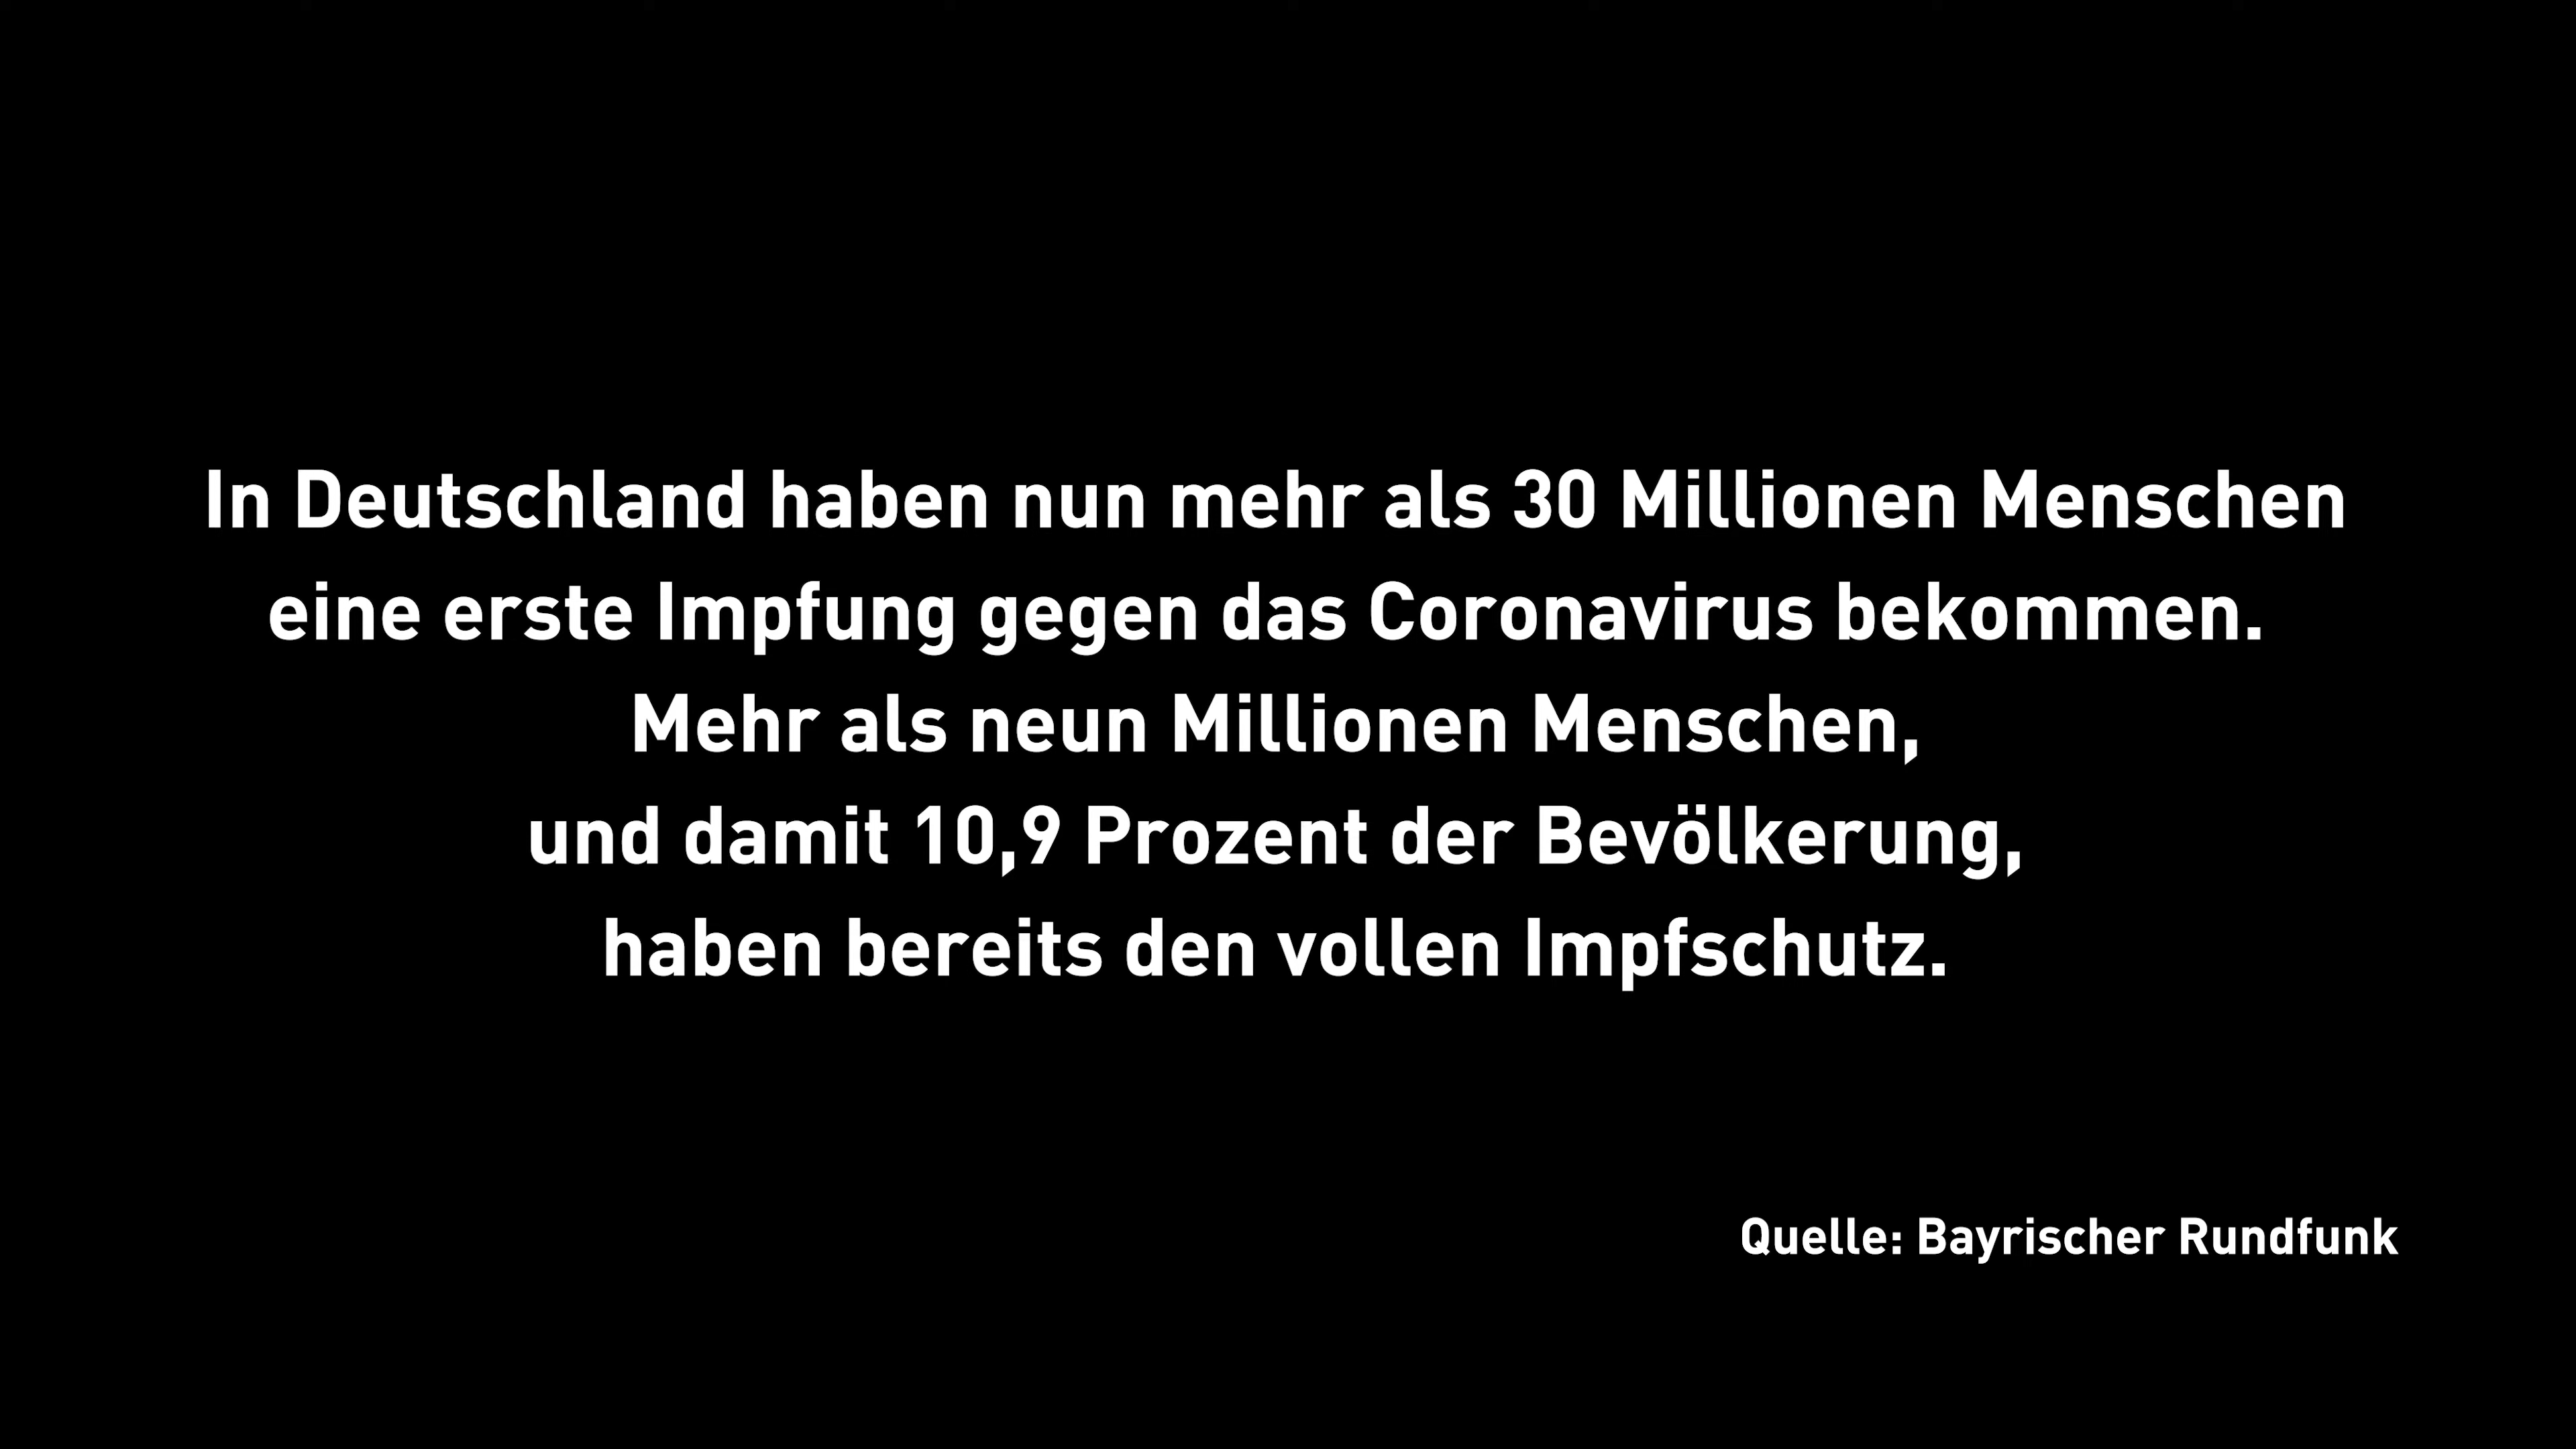 In Deutschland haben nun mehr als 30 Millionen Menschen
eine erste Impfung gegen das Coronavirus bekommen.
Mehr als neun Millionen Menschen,
und damit 10,9 Prozent der Bevölkerung,
haben bereits den vollen Impfschutz.
Quelle: Bayrischer Rundfunk